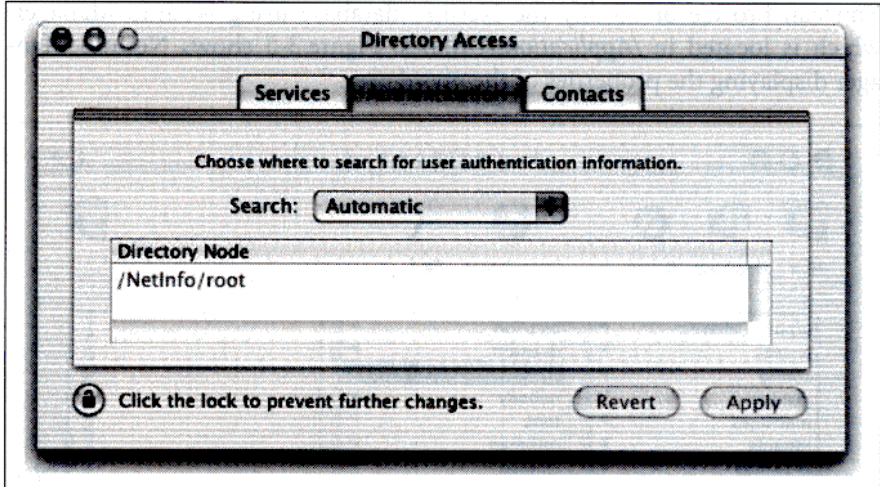 Directory Access
Services Authentication Contacts
Choose where to search for user authentication information.
Search: Automatic
Directory Node
/NetInfo/root
Click the lock to prevent further changes.
Revert Apply